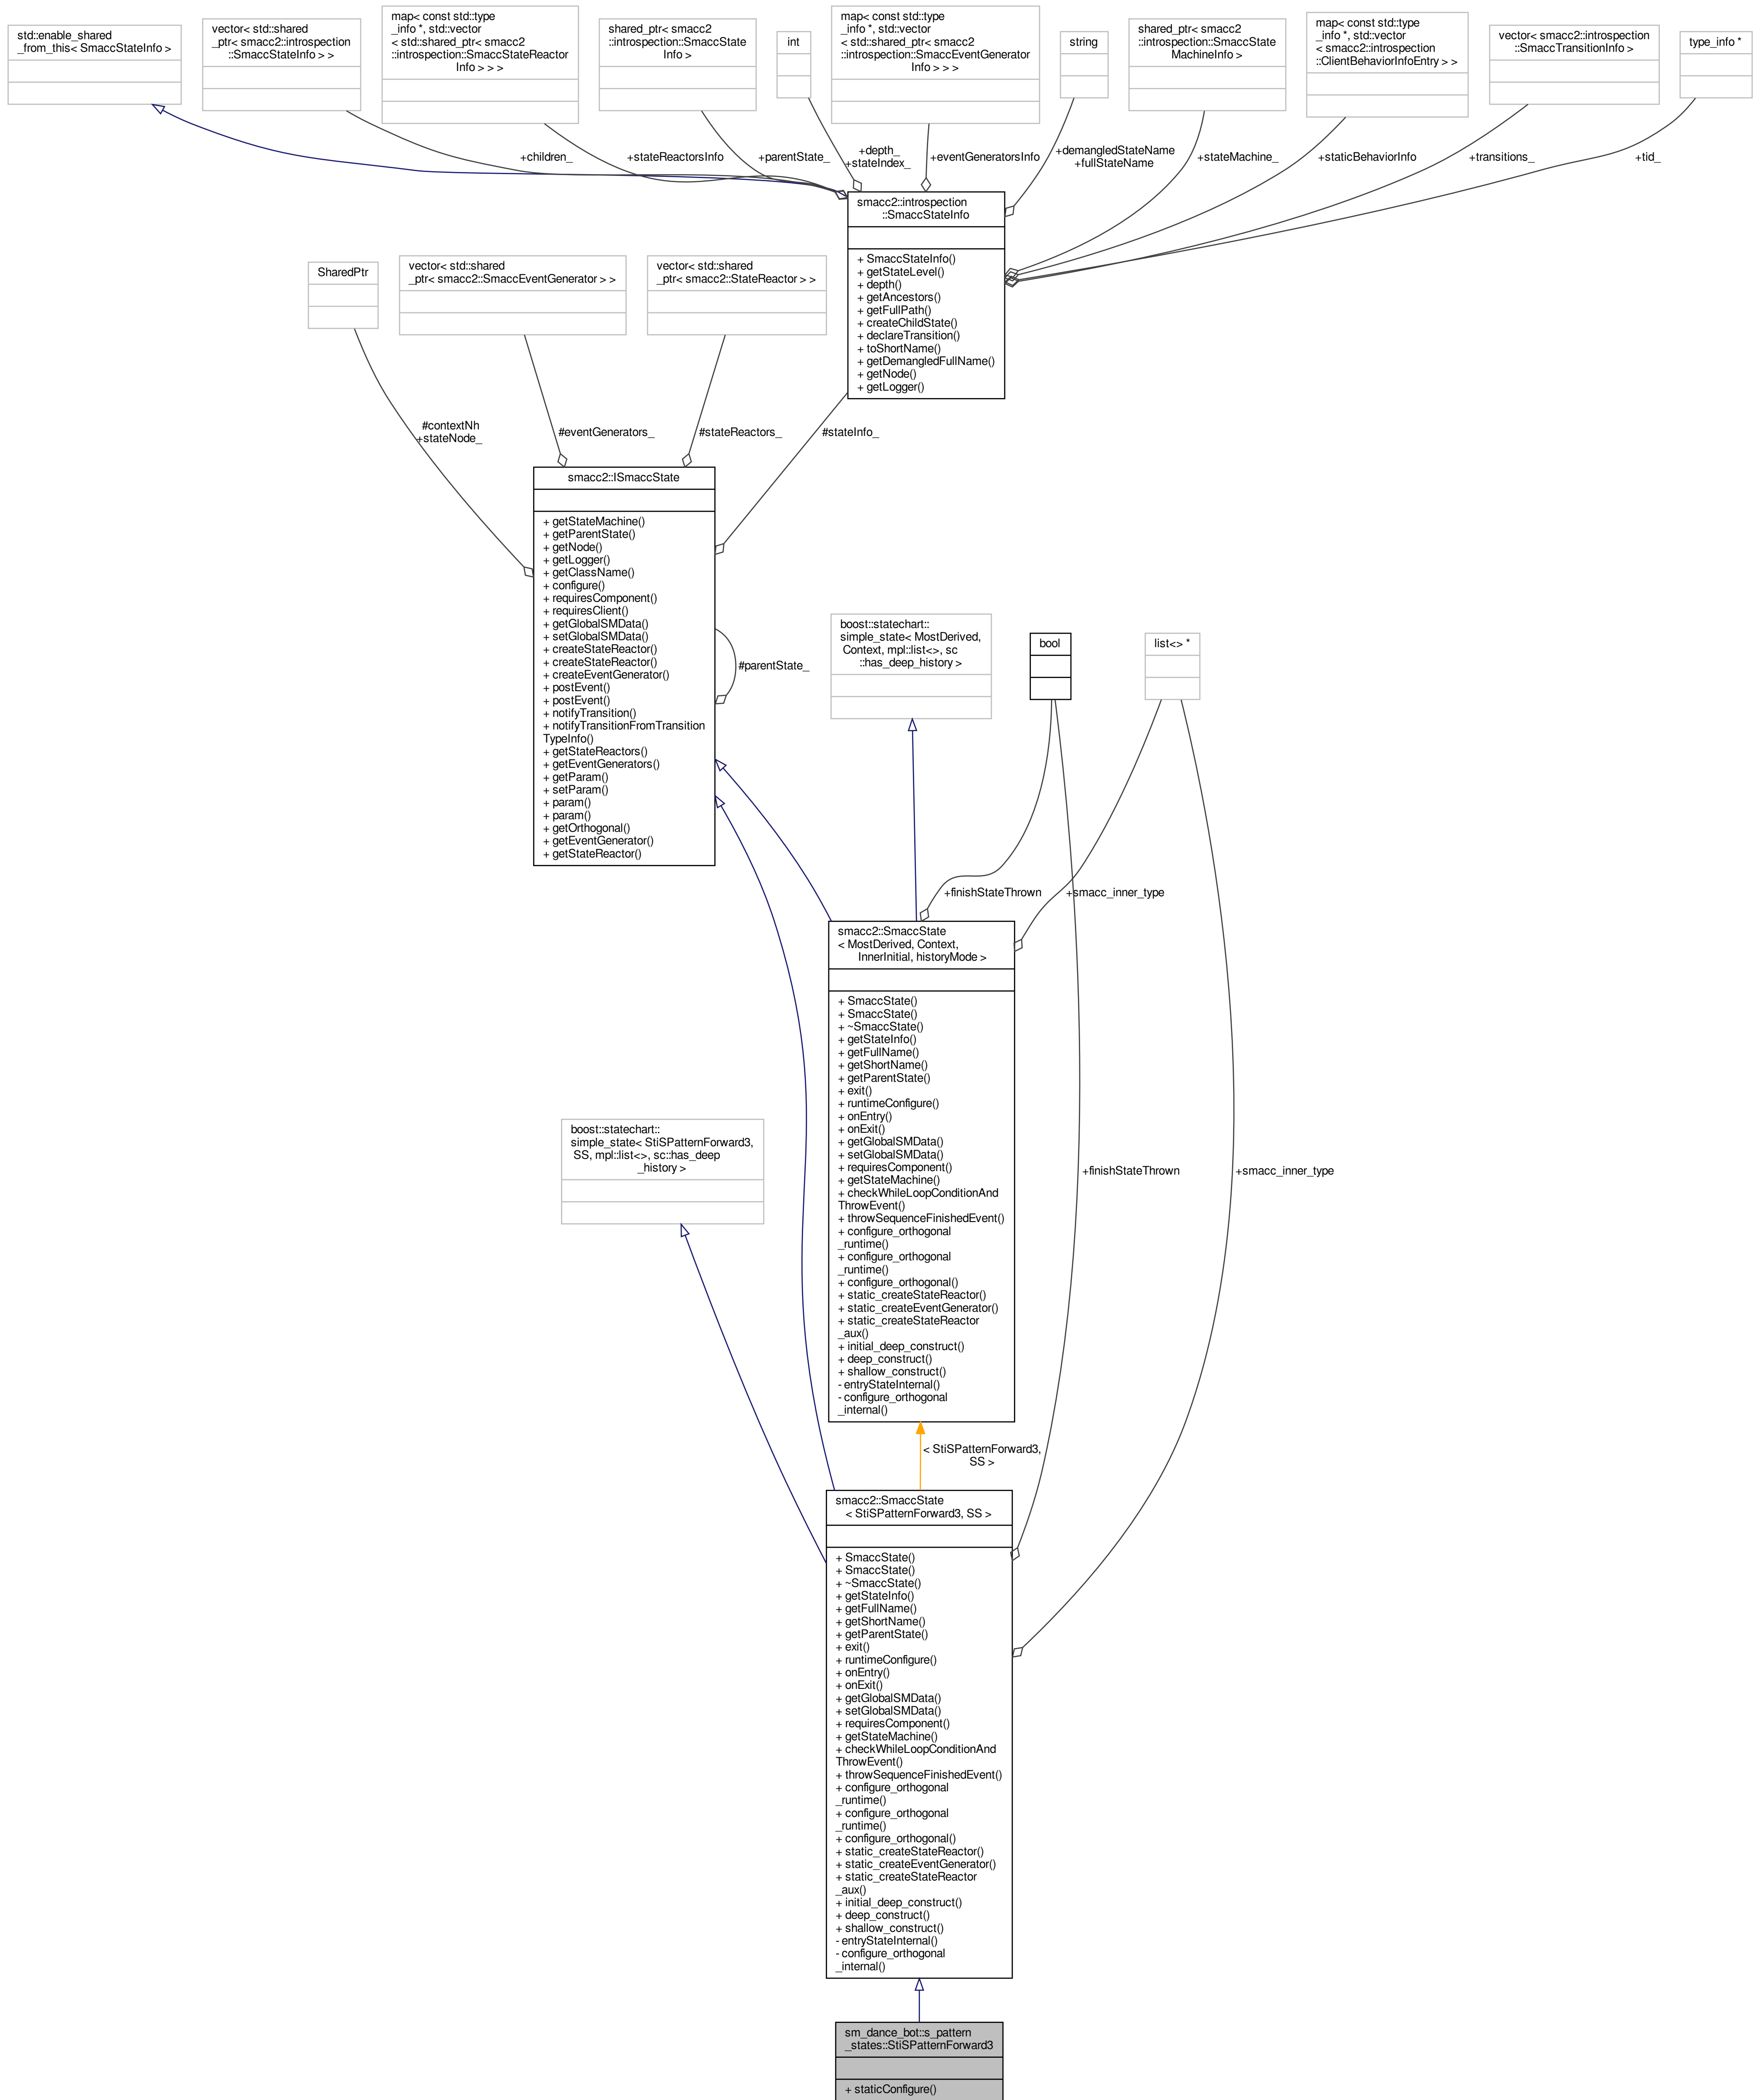 std::enable_shared
_from_this< SmaccStateInfo >
vector< std::shared
_ptr< smacc2::introspection
::SmaccStateInfo > >
map< const std::type
_info *, std::vector
< std::shared_ptr< smacc2
::introspection::SmaccStateReactor
Info > > >
shared_ptr< smacc2
::introspection::SmaccState
Info >
int
map< const std::type
_info *, std::vector
< std::shared_ptr< smacc2
::introspection::SmaccEventGenerator
Info > > >
string
shared_ptr< smacc2
::introspection::SmaccState
MachineInfo >
map< const std::type
_info *, std::vector
< smacc2::introspection
::ClientBehaviorInfoEntry > >
vector< smacc2::introspection
::SmaccTransitionInfo >
type_info *
+children_
+stateReactorsInfo
+parentState_
+depth_
+stateIndex_
+eventGeneratorsInfo
+demangledStateName
+fullStateName
+stateMachine_
+staticBehaviorInfo
+transitions_
+tid_
smacc2::introspection
::SmaccStateInfo
+ SmaccStateInfo()
+ getStateLevel()
+ depth()
+ getAncestors()
+ getFullPath()
+ createChildState()
+ declareTransition()
+ toShortName()
+ getDemangledFullName()
+ getNode()
+ getLogger()
SharedPtr
vector< std::shared
_ptr< smacc2::SmaccEventGenerator > >
vector< std::shared
_ptr< smacc2::StateReactor > >
#contextNh
+stateNode_
#eventGenerators_
#stateReactors_
#stateInfo_
smacc2::ISmaccState
+ getStateMachine()
+ getParentState()
+ getNode()
+ getLogger()
+ getClassName()
+ configure()
+ requiresComponent()
+ requiresClient()
+ getGlobalSMData()
+ setGlobalSMData()
+ createStateReactor()
+ createStateReactor()
+ createEventGenerator()
+ postEvent()
+ postEvent()
+ notifyTransition()
+ notifyTransitionFromTransition
TypeInfo()
+ getStateReactors()
+ getEventGenerators()
+ getParam()
+ setParam()
+ param()
+ param()
+ getOrthogonal()
+ getEventGenerator()
+ getStateReactor()
#parentState_
boost::statechart::
simple_state< MostDerived,
Context, mpl::list<>, sc
::has_deep_history >
bool
list<> *
+finishStateThrown
+smacc_inner_type
smacc2::SmaccState
< MostDerived, Context,
InnerInitial, historyMode >
+ SmaccState()
+ SmaccState()
+ ~SmaccState()
+ getStateInfo()
+ getFullName()
+ getShortName()
+ getParentState()
+ exit()
+ runtimeConfigure()
+ onEntry()
+ onExit()
+ getGlobalSMData()
+ setGlobalSMData()
+ requiresComponent()
+ getStateMachine()
+ checkWhileLoopConditionAnd
ThrowEvent()
+ throwSequenceFinishedEvent()
+ configure_orthogonal
_runtime()
+ configure_orthogonal
_runtime()
+ configure_orthogonal()
+ static_createStateReactor()
+ static_createEventGenerator()
+ static_createStateReactor
_aux()
+ initial_deep_construct()
+ deep_construct()
+ shallow_construct()
- entryStateInternal()
- configure_orthogonal
_internal()
boost::statechart::
simple_state< StiSPatternForward3,
SS, mpl::list<>, sc::has_deep
_history >
+finishStateThrown
+smacc_inner_type
< StiSPatternForward3,
SS >
smacc2::SmaccState
< StiSPatternForward3, SS >
+ SmaccState()
+ SmaccState()
+ ~SmaccState()
+ getStateInfo()
+ getFullName()
+ getShortName()
+ getParentState()
+ exit()
+ runtimeConfigure()
+ onEntry()
+ onExit()
+ getGlobalSMData()
+ setGlobalSMData()
+ requiresComponent()
+ getStateMachine()
+ checkWhileLoopConditionAnd
ThrowEvent()
+ throwSequenceFinishedEvent()
+ configure_orthogonal
_runtime()
+ configure_orthogonal
_runtime()
+ configure_orthogonal()
+ static_createStateReactor()
+ static_createEventGenerator()
+ static_createStateReactor
_aux()
+ initial_deep_construct()
+ deep_construct()
+ shallow_construct()
- entryStateInternal()
- configure_orthogonal
_internal()
sm_dance_bot::s_pattern
_states::StiSPatternForward3
+ staticConfigure()